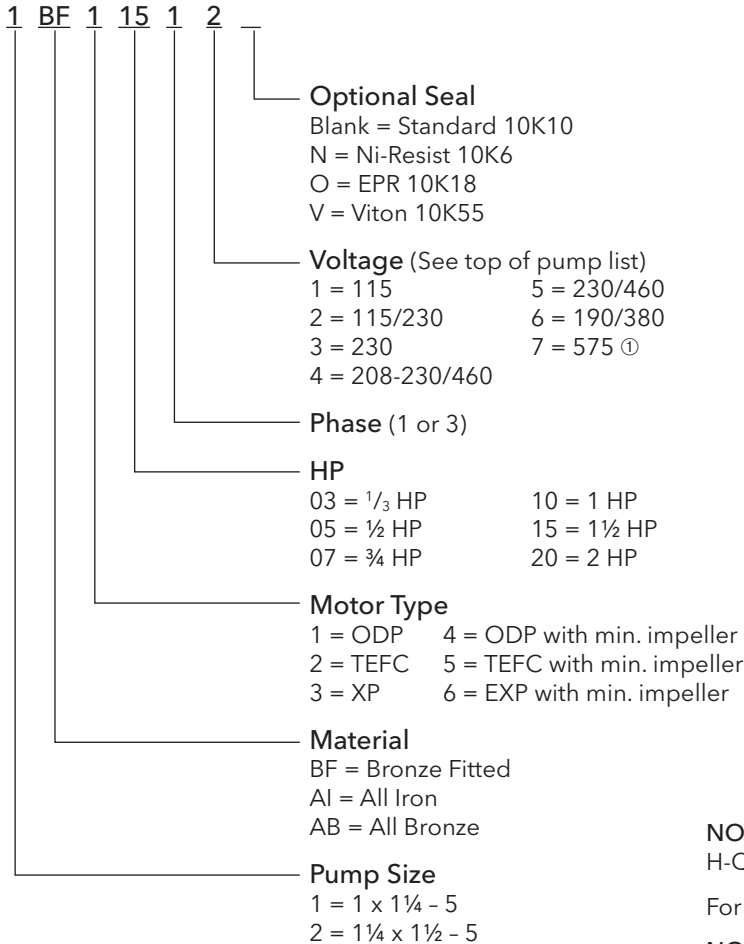 1 BF 1 15 1 2
Optional Seal
Blank = Standard 10K10
N = Ni-Resist 10K6
O = EPR 10K18
V = Viton 10K55
Voltage (See top of pump list)
1 = 115 5 = 230/460
2 = 115/230 6 = 190/380
3 = 230 7 = 575 ①
4 = 208-230/460
Phase (1 or 3)
HP
03 = 1/3 HP 10 = 1 HP
05 = ½ HP 15 = 1½ HP
07 = ¾ HP 20 = 2 HP
Motor Type
1 = ODP 4 = ODP with min. impeller
2 = TEFC 5 = TEFC with min. impeller
3 = XP 6 = EXP with min. impeller
Material
BF = Bronze Fitted
AI = All Iron
AB = All Bronze
Pump Size
1 = 1 x 1¼ – 5
2 = 1¼ x 1½ – 5
For